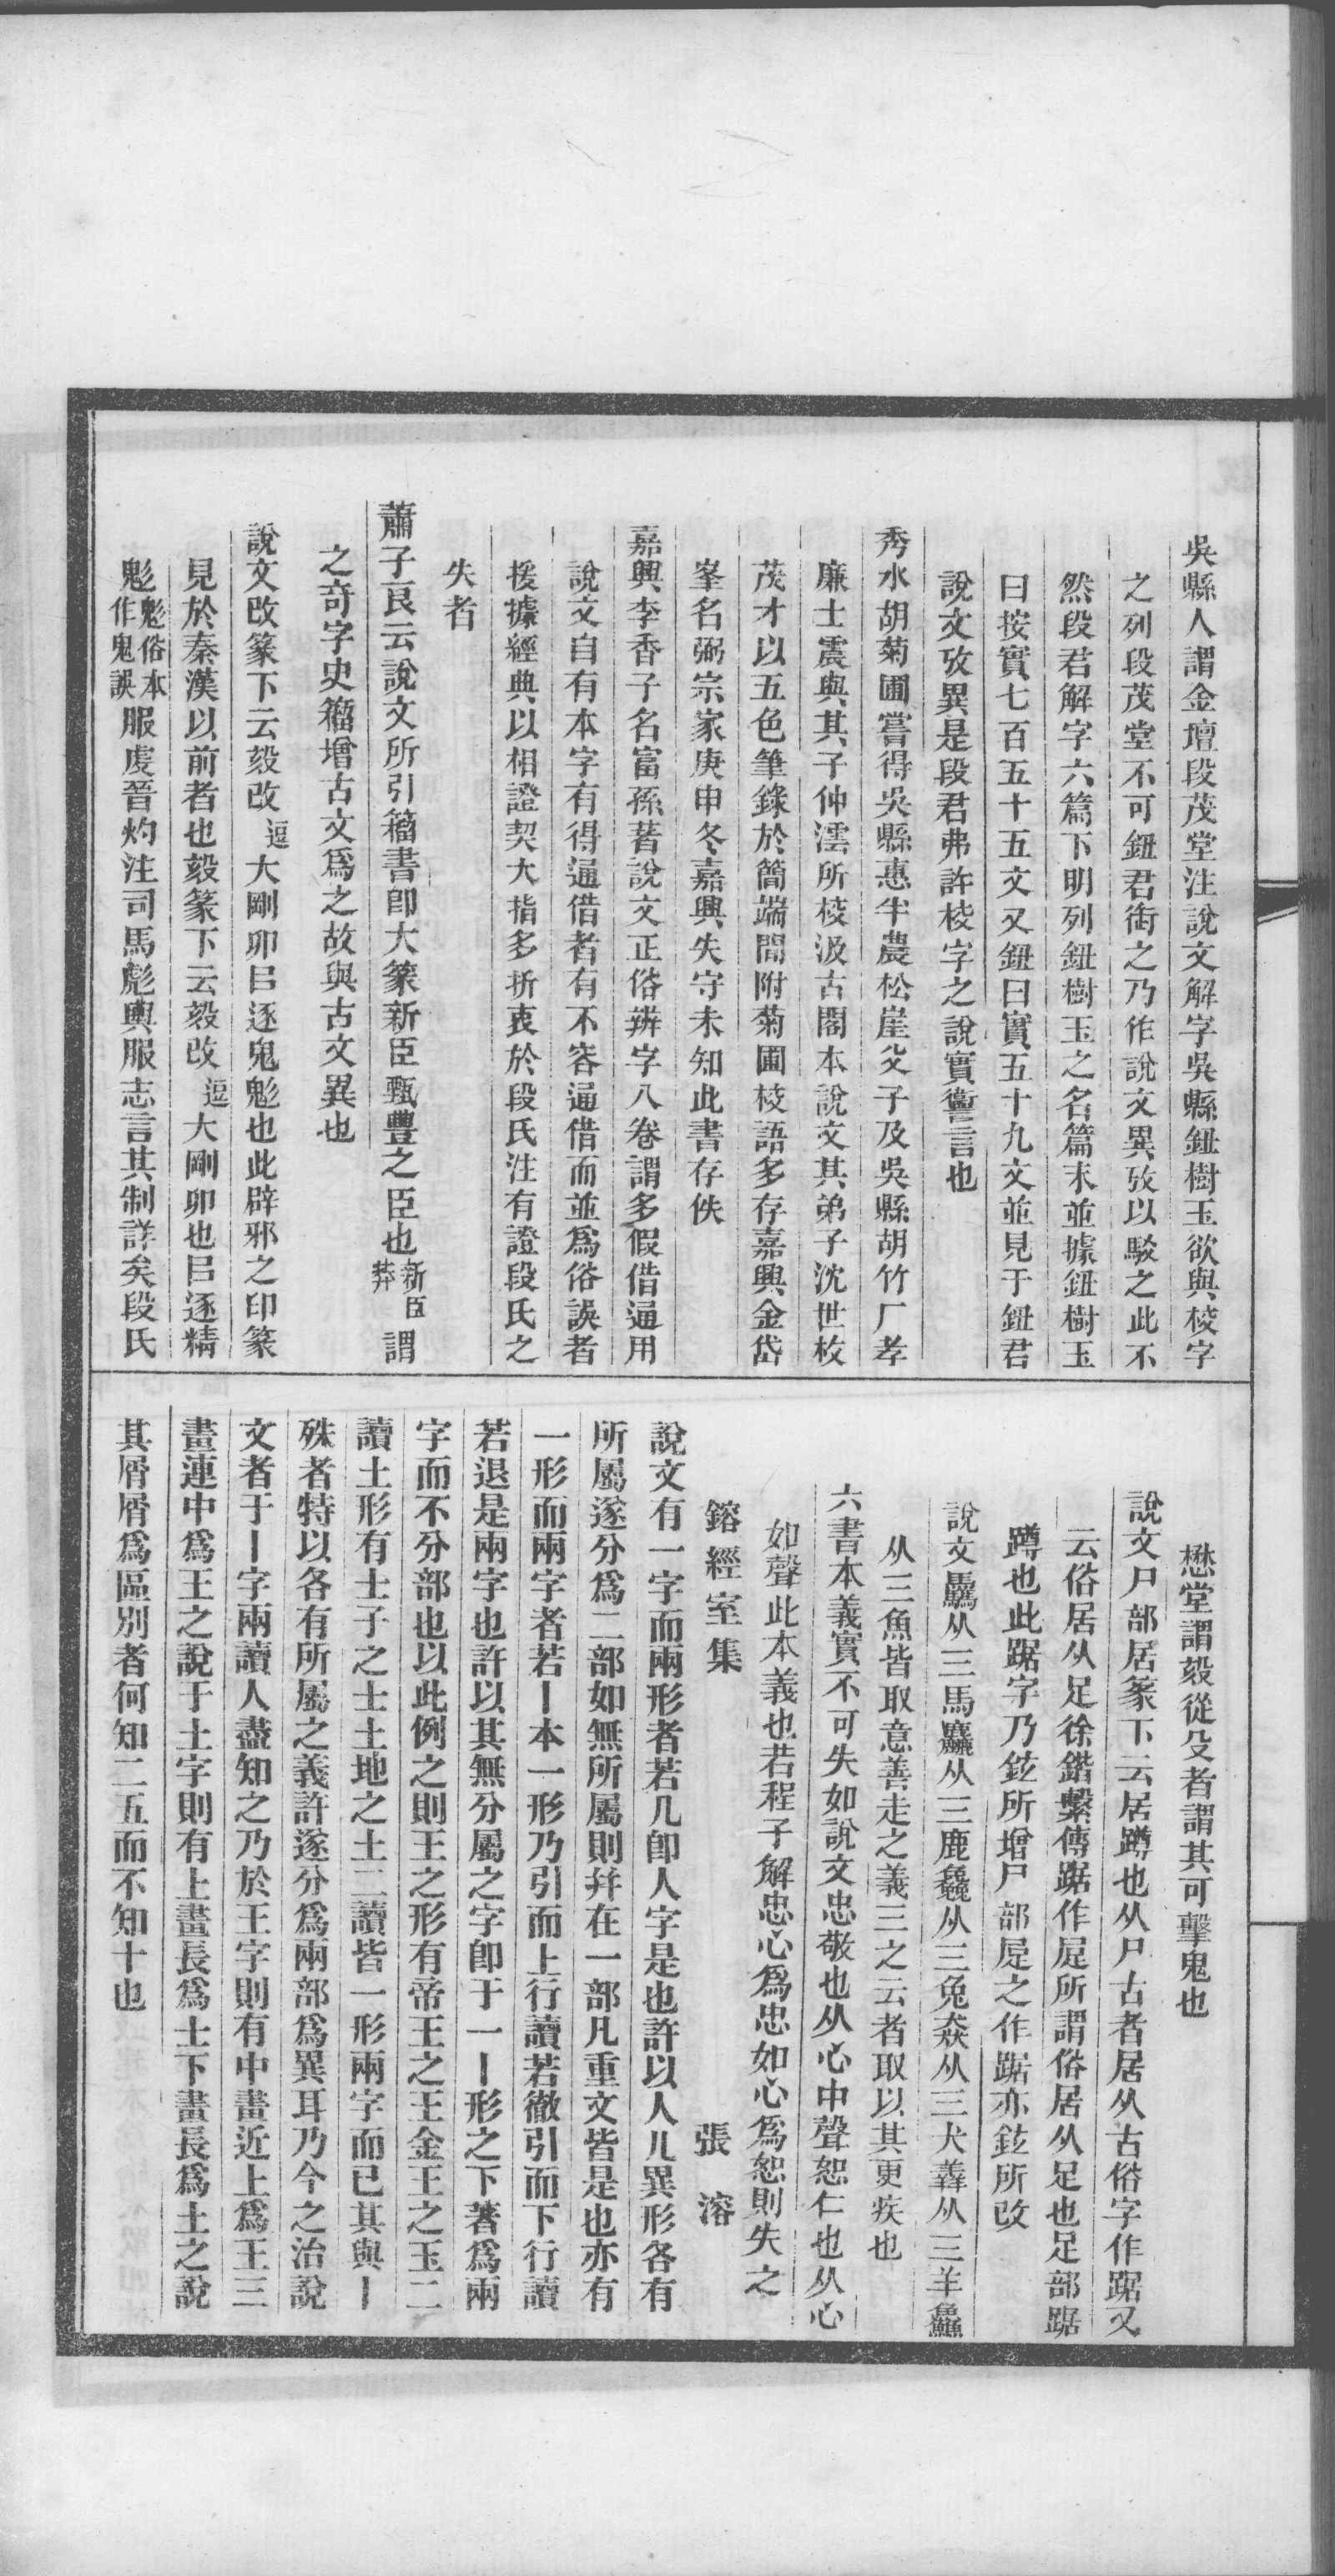 吳縣人謂金壇段茂堂注說文解字吳縣鈕樹玉欲與校字
之列段茂堂不可鈕君銜之乃作說文異攷以駁之此不
然段君解字六篇下明列鈕樹玉之名篇末並據鈕樹玉
曰按實七百五十五文又鈕曰實五十九文並見于鈕君
說文攷異是段君弗許校字之說實讆言也
秀水胡菊圃嘗得吳縣惠半農松崖父子及吳縣胡竹厂孝
廉士震與其子仲澐所校汲古閣本說文其弟子沈世枚
茂才以五色筆錄於簡端間附菊圃校語多存嘉興金岱
峯名弼宗家庚申冬嘉興失守未知此書存佚
嘉興李香子名富孫著說文正俗辨字八卷謂多假借通用
說文自有本字有得通借者有不容通借而並爲俗誤者
援據經典以相證契大指多折衷於段氏注有證段氏之
失者
蕭子良云說文所引籀書卽大篆新臣甄豐之臣也新臣莽謂
之奇字史籀增古文爲之故與古文異也
說文改篆下云毅改逗大剛卯㠯逐鬼鬽也此辟邪之印篆
見於秦漢以前者也毅篆下云毅改逗大剛卯也㠯逐精
鬽鬽俗本作鬼誤服虔晉灼注司馬彪輿服志言其制詳矣段氏
懋堂謂毅從殳者謂其可擊鬼也
說文尸部居篆下云居蹲也从尸古者居从古俗字作踞又
云俗居从足徐鍇繫傳踞作屈所謂俗居从足也足部踞
蹲也此踞字乃鉉所增尸部屈之作踞亦鉉所改
說文驫从三馬麤从三鹿鱻从三兔猋从三犬羴从三羊鱻
从三魚皆取意善走之義三之云者取以其更疾也
六書本義實不可失如說文忠敬也从心中聲恕仁也从心
如聲此本義也若程子解忠心爲忠如心爲恕則失之
鎔經室集　張溶
說文有一字而兩形者若几卽人字是也許以人儿異形各有
所屬遂分爲二部如無所屬則并在一部凡重文皆是也亦有
一形而兩字者若丨本一形乃引而上行讀若徹引而下行讀
若退是兩字也許以其無分屬之字卽于一丨形之下著爲兩
字而不分部也以此例之則王之形有帝王之王金王之玉二
讀土形有士子之士土地之土二讀皆一形兩字而已其與丨
殊者特以各有所屬之義許遂分爲兩部爲異耳乃今之治說
文者于丨字兩讀人盡知之乃於王字則有中畫近上爲王三
畫連中爲王之說于土字則有上畫長爲士下畫長爲土之說
其屑屑爲區別者何知二五而不知十也